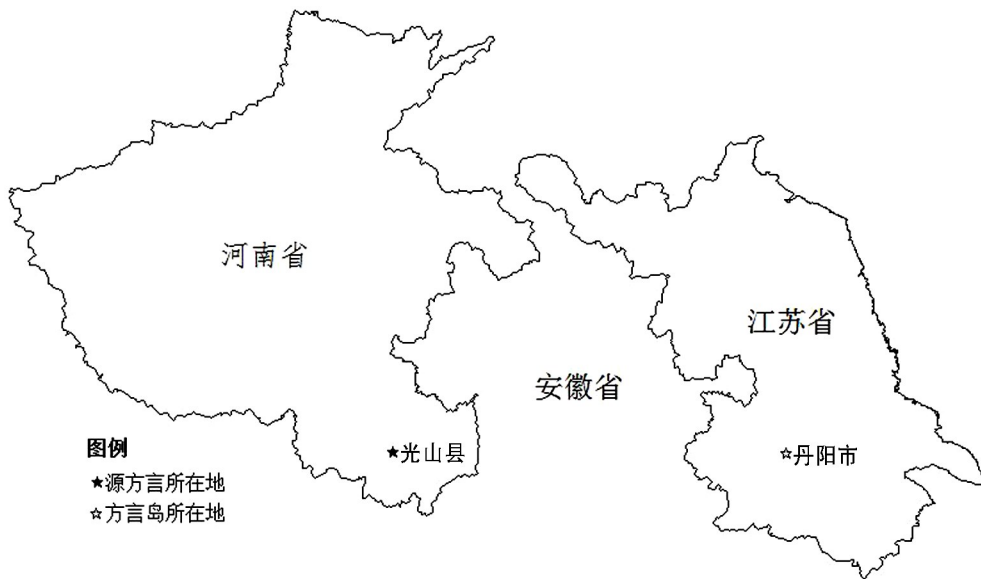 河南省
江苏省
安徽省
图例
★源方言所在地
☆方言岛所在地
★光山县
☆丹阳市